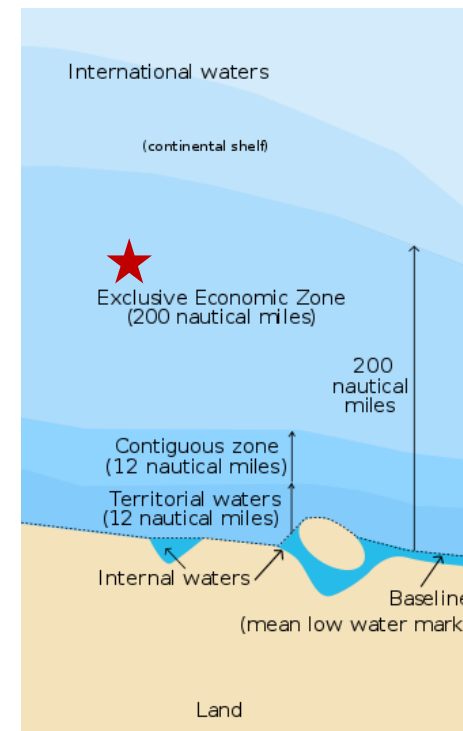 International waters
(continental shelf)
Exclusive Economic Zone
(200 nautical miles)
200
nautical
miles
Contiguous zone
(12 nautical miles)
Territorial waters
(12 nautical miles)
Internal waters
Baseline
(mean low water mark
Land